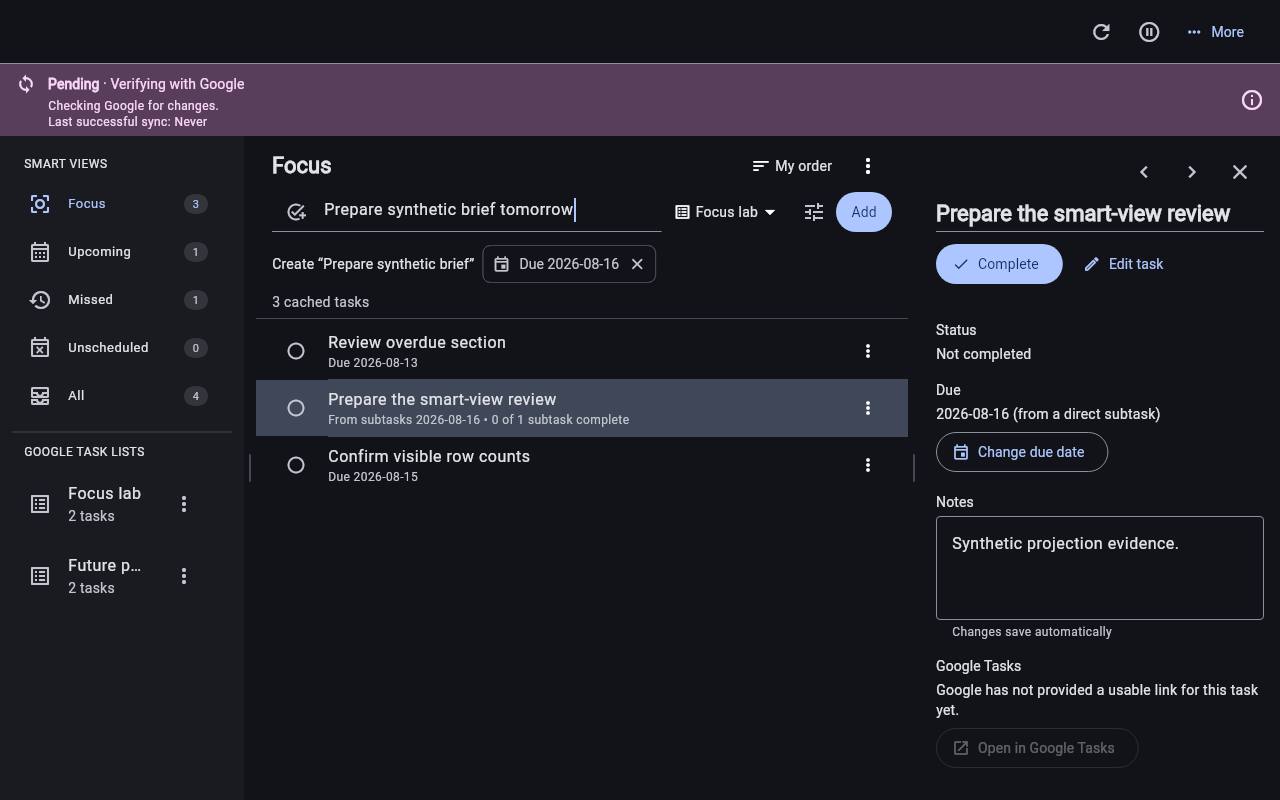 More
Pending · Verifying with Google
Checking Google for changes.
Last successful sync: Never
SMART VIEWS
Focus 3
Upcoming 1
Missed 1
Unscheduled 0
All 4
GOOGLE TASK LISTS
Focus lab
2 tasks
Future p...
2 tasks
Focus
My order
Prepare synthetic brief tomorrow
Focus lab
Add
Create “Prepare synthetic brief”
Due 2026-08-16
3 cached tasks
Review overdue section
Due 2026-08-13
Prepare the smart-view review
From subtasks 2026-08-16 • 0 of 1 subtask complete
Confirm visible row counts
Due 2026-08-15
Prepare the smart-view review
Complete
Edit task
Status
Not completed
Due
2026-08-16 (from a direct subtask)
Change due date
Notes
Synthetic projection evidence.
Changes save automatically
Google Tasks
Google has not provided a usable link for this task
yet.
Open in Google Tasks